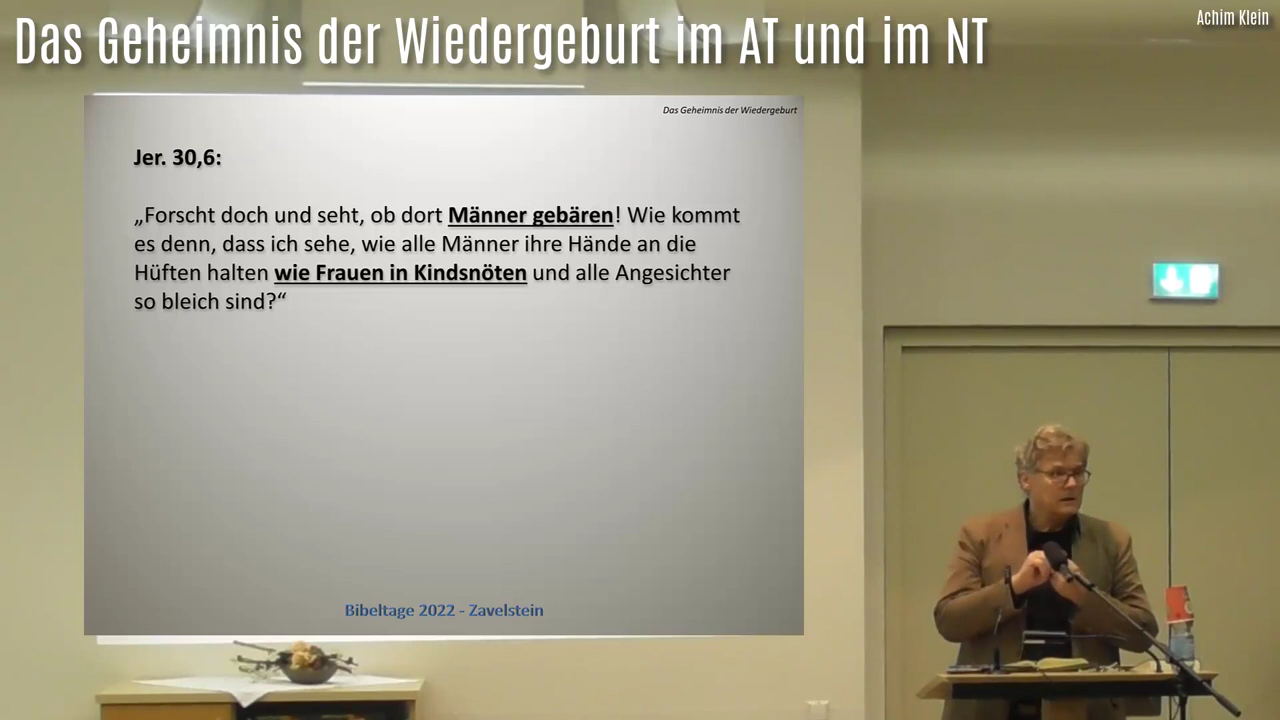 Das Geheimnis der Wiedergeburt im AT und im NT
Achim Klein
Das Geheimnis der Wiedergeburt
Jer. 30,6:
„Forscht doch und seht, ob dort Männer gebären! Wie kommt
es denn, dass ich sehe, wie alle Männer ihre Hände an die
Hüften halten wie Frauen in Kindsnöten und alle Angesichter
so bleich sind?“
Bibeltage 2022 - Zavelstein